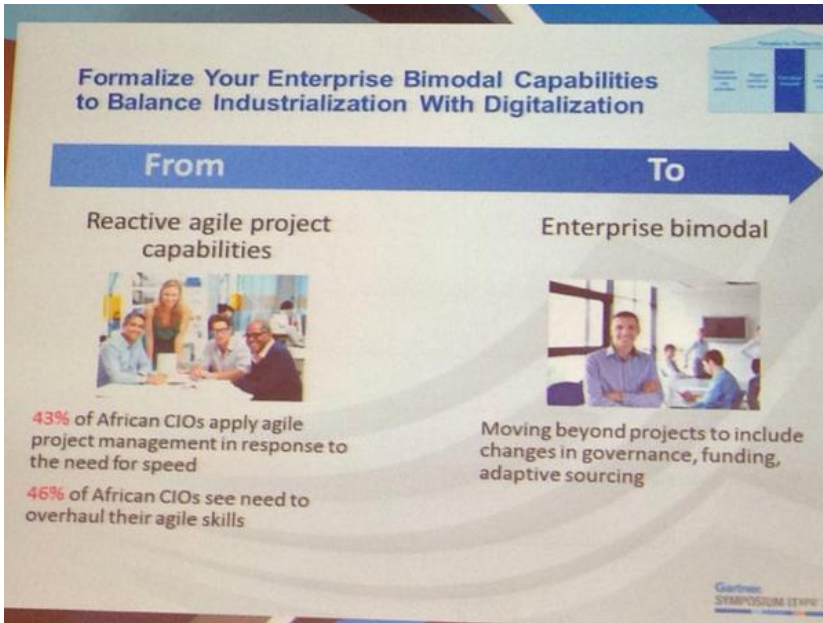 Formalize Your Enterprise Bimodal Capabilities
to Balance Industrialization With Digitalization
From
To
Reactive agile project
capabilities
Enterprise bimodal
43% of African CIOs apply agile
project management in response to
the need for speed
46% of African CIOs see need to
overhaul their agile skills
Moving beyond projects to include
changes in governance, funding,
adaptive sourcing
Gartner
SYMPOSIUM